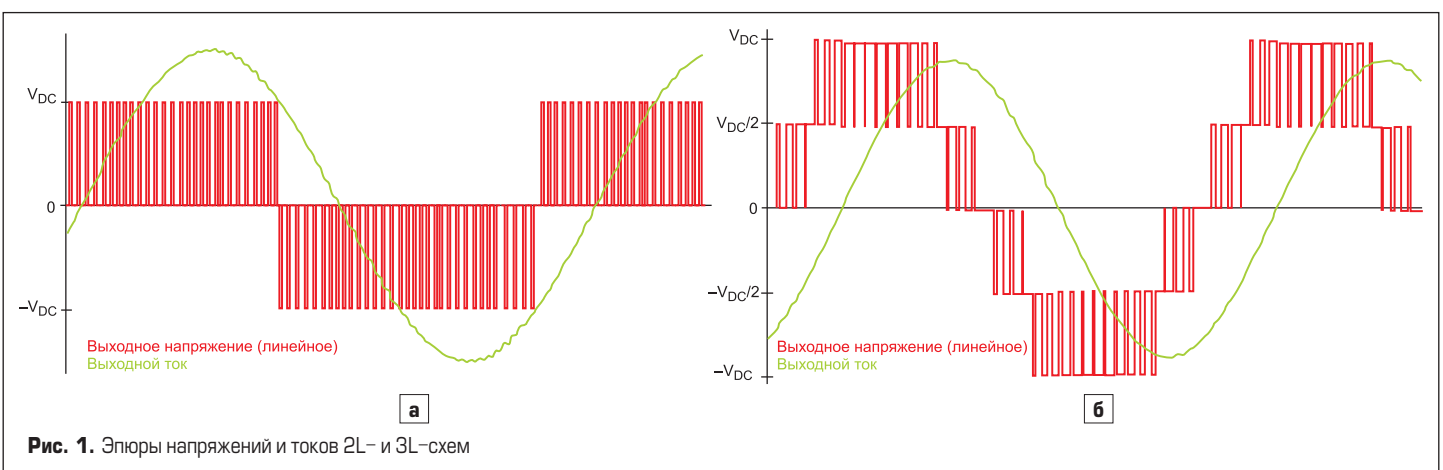 V_DC
0
–V_DC
Выходное напряжение (линейное)
Выходной ток
а
V_DC
V_DC/2
0
–V_DC/2
–V_DC
Выходное напряжение (линейное)
Выходной ток
б
Рис. 1. Эпюры напряжений и токов 2L– и 3L–схем